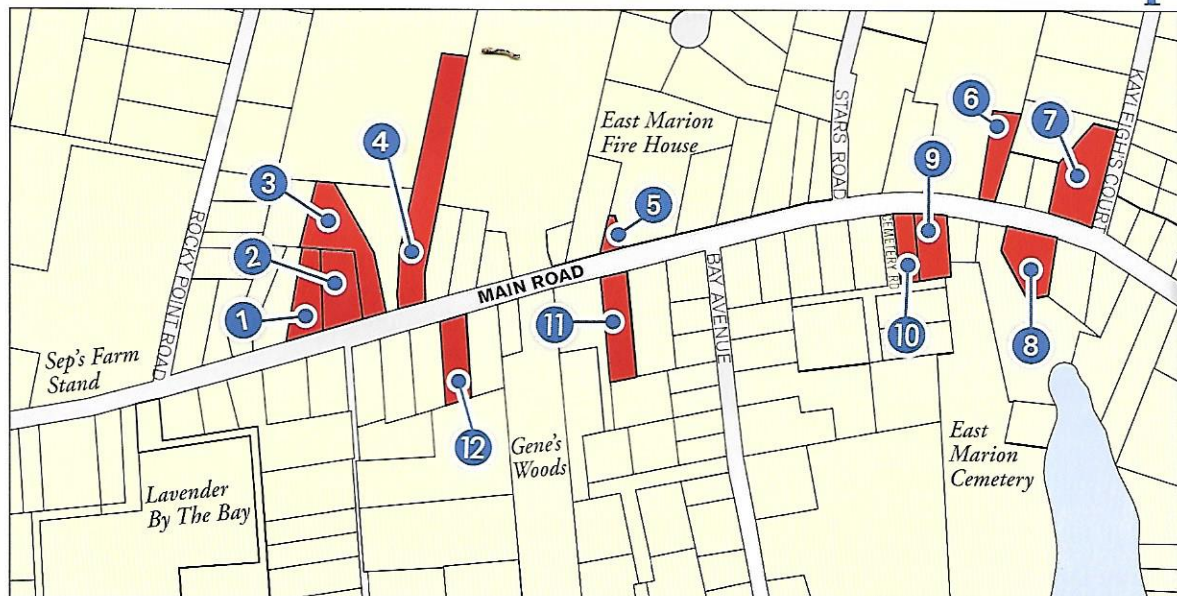 6
7
4
East Marion
Fire House
9
3
5
STARS ROAD
KAYLEIGH'S COURT
ROCKY POINT ROAD
2
CEMETERY RD
MAIN ROAD
1
BAY AVENUE
11
10
8
Sep's Farm
Stand
12
Gene's
Woods
East
Marion
Cemetery
Lavender
By The Bay